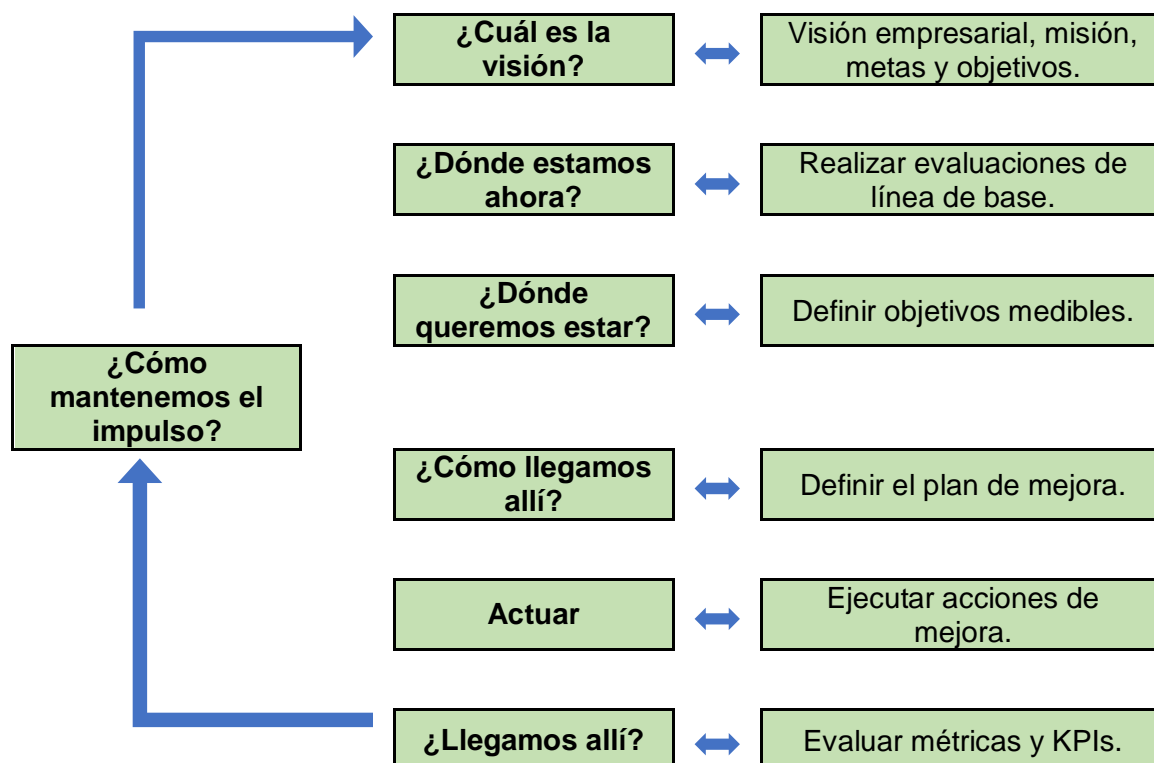 ¿Cuál es la
visión?
Visión empresarial, misión,
metas y objetivos.
¿Dónde estamos
ahora?
Realizar evaluaciones de
línea de base.
¿Dónde
queremos estar?
Definir objetivos medibles.
¿Cómo
mantenemos el
impulso?
¿Cómo llegamos
allí?
Definir el plan de mejora.
Actuar
Ejecutar acciones de
mejora.
¿Llegamos allí?
Evaluar métricas y KPIs.